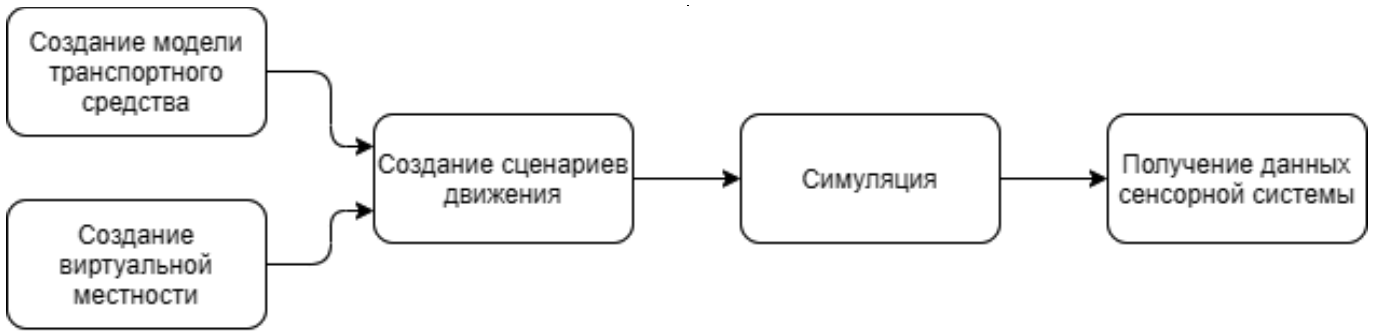 Создание модели
транспортного
средства
Создание
виртуальной
местности
Создание сценариев
движения
Симуляция
Получение данных
сенсорной системы